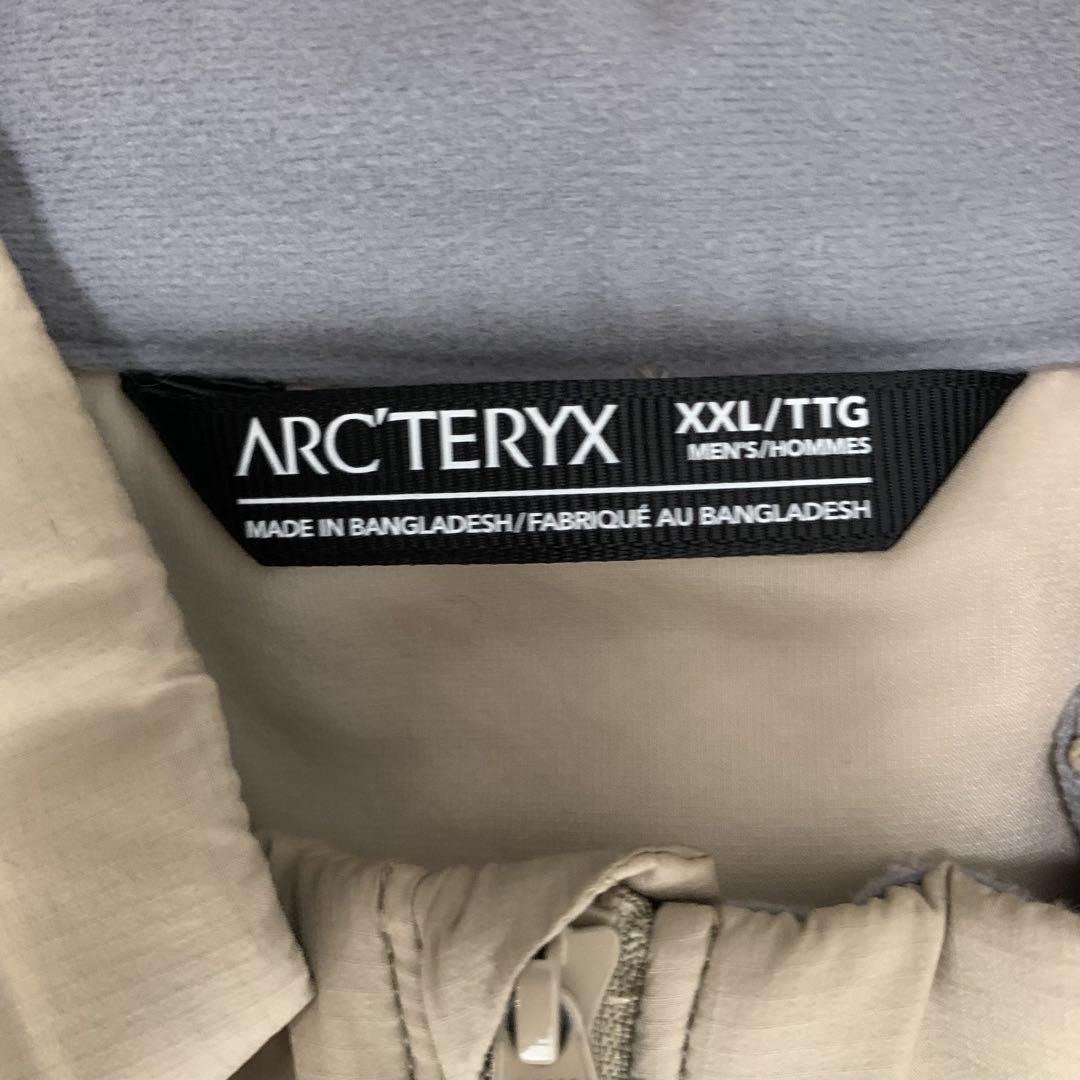 ARC'TERYX
XXL/TTG
MEN'S/HOMMES
MADE IN BANGLADESH/FABRIQUÉ AU BANGLADESH